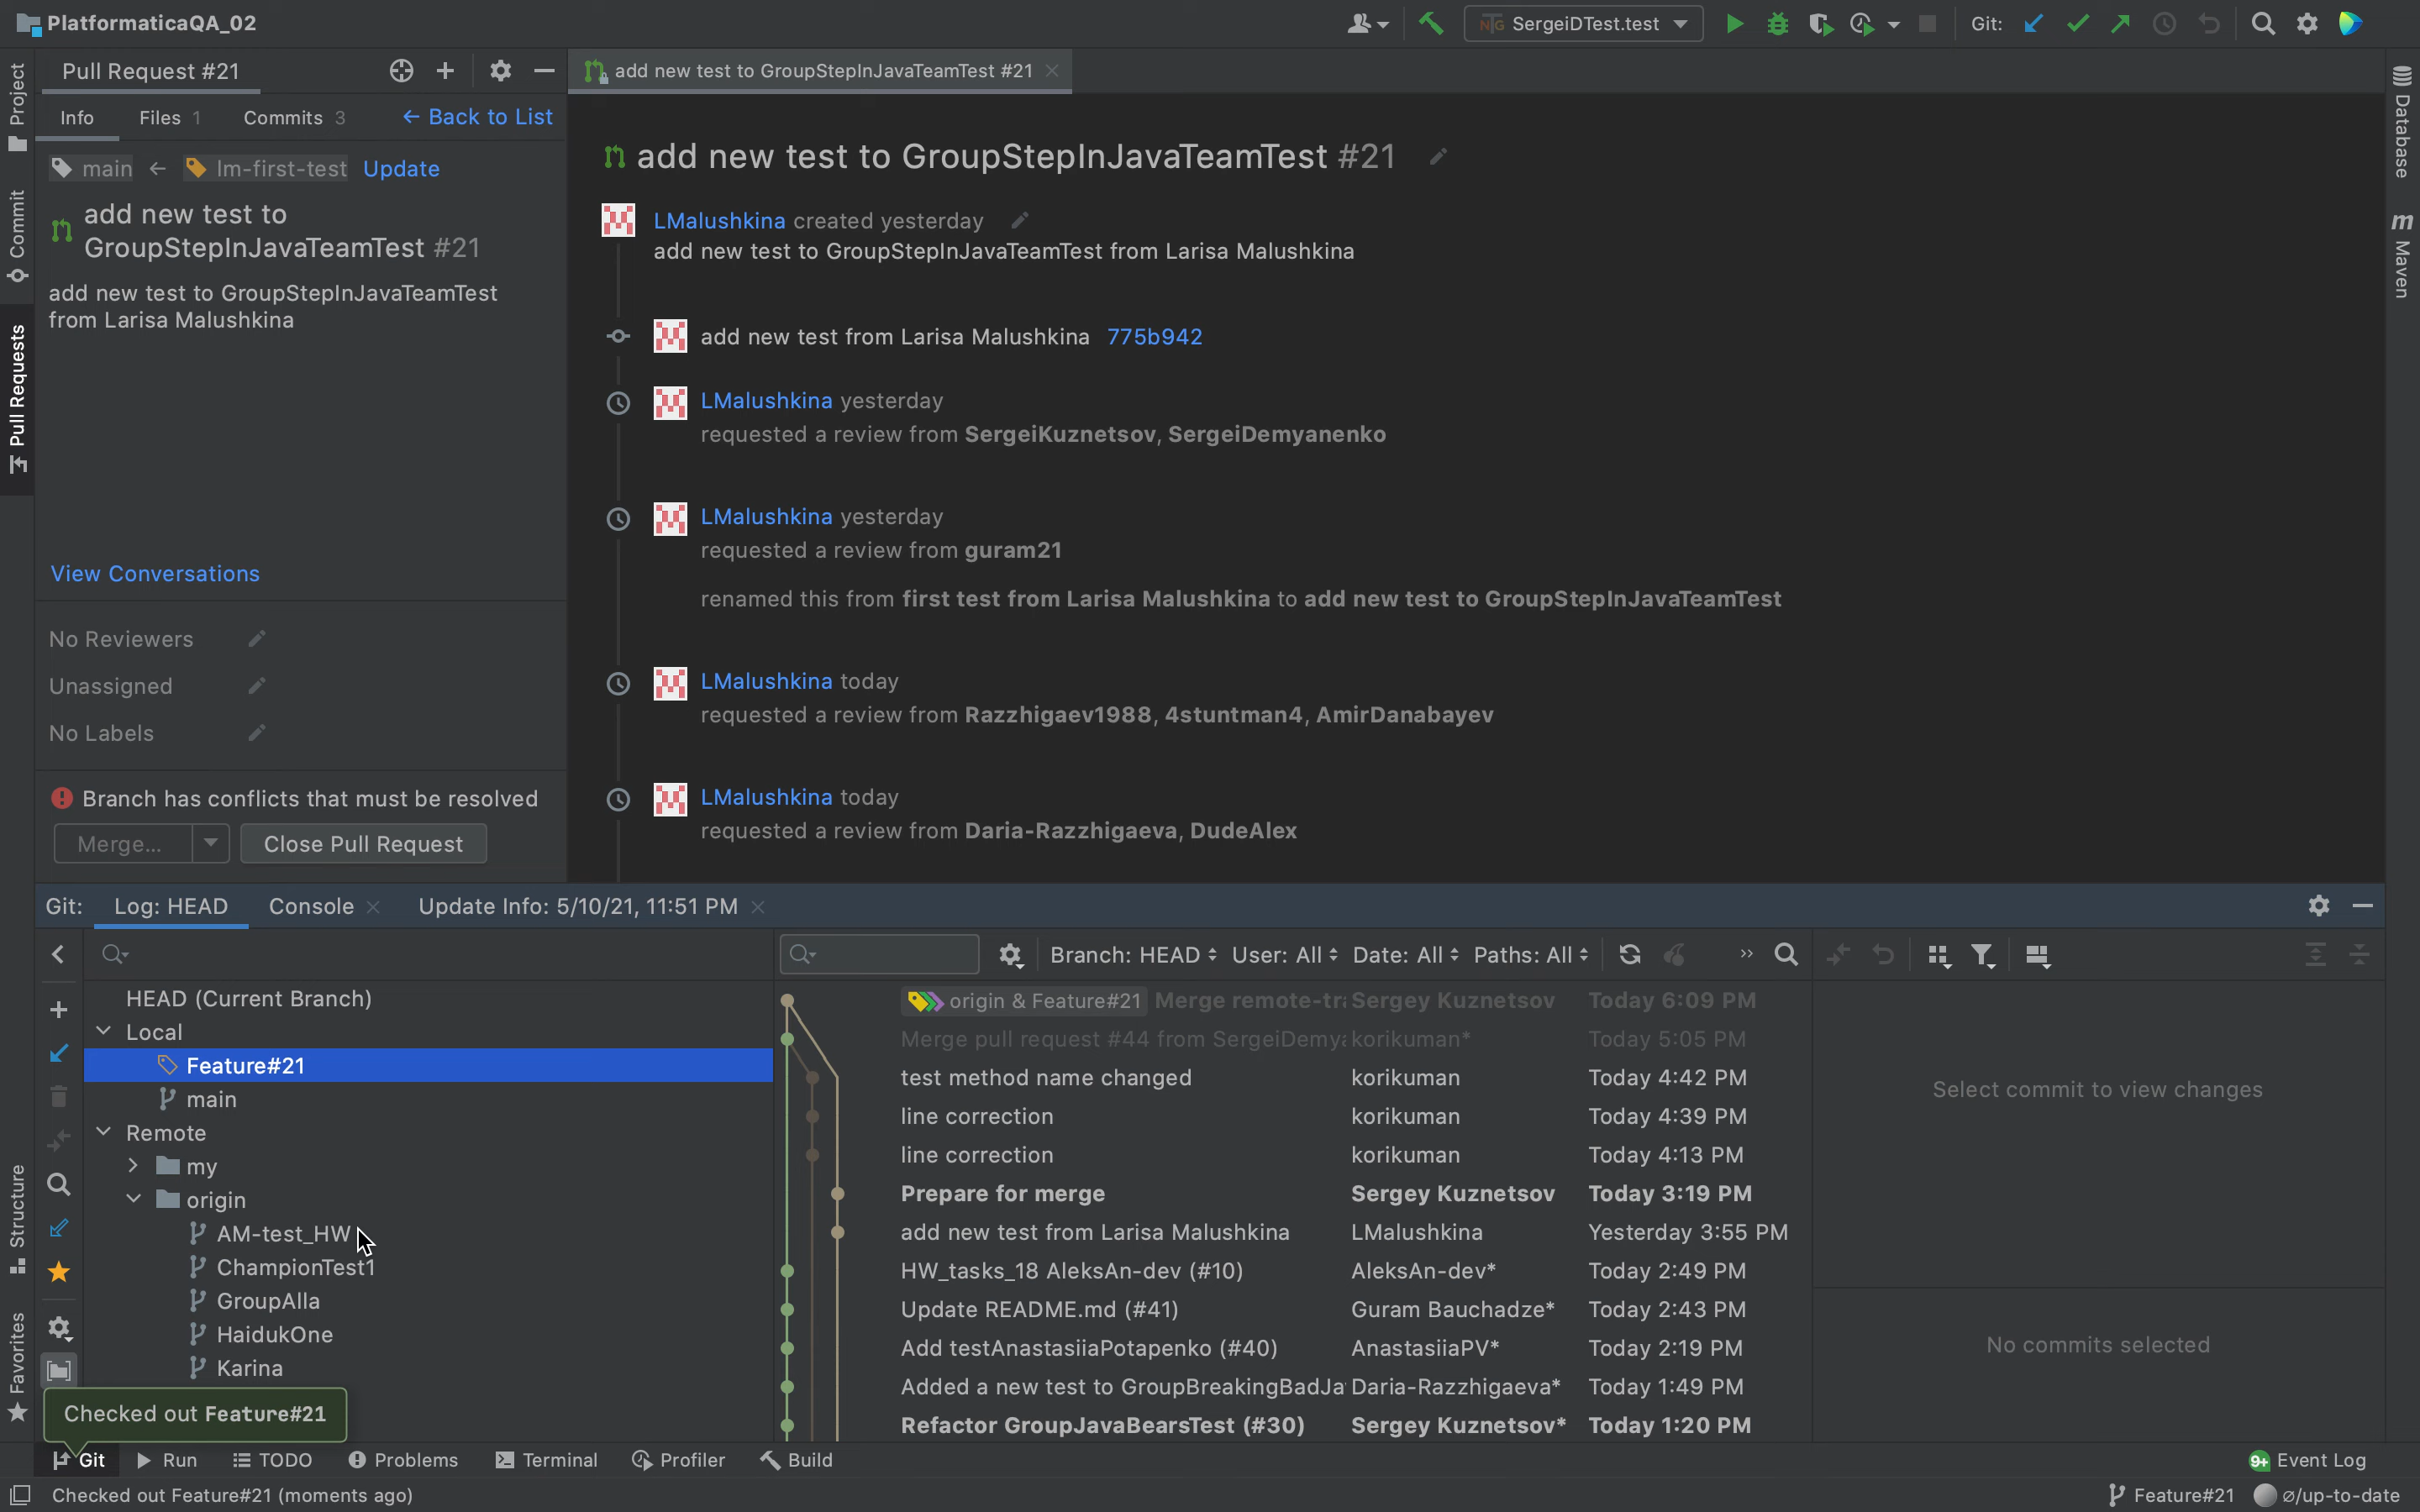 PlatformaticaQA_02
SergeiDTest.test
Git:
Project
Commit
Pull Requests
Structure
Favorites
Database
Maven
Pull Request #21
Info
Files 1
Commits 3
← Back to List
main ← lm-first-test Update
add new test to
GroupStepInJavaTeamTest #21
add new test to GroupStepInJavaTeamTest
from Larisa Malushkina
View Conversations
No Reviewers
Unassigned
No Labels
Branch has conflicts that must be resolved
Merge...
Close Pull Request
add new test to GroupStepInJavaTeamTest #21
add new test to GroupStepInJavaTeamTest #21
LMalushkina created yesterday
add new test to GroupStepInJavaTeamTest from Larisa Malushkina
add new test from Larisa Malushkina 775b942
LMalushkina yesterday
requested a review from SergeiKuznetsov, SergeiDemyanenko
LMalushkina yesterday
requested a review from guram21
renamed this from first test from Larisa Malushkina to add new test to GroupStepInJavaTeamTest
LMalushkina today
requested a review from Razzhigaev1988, 4stuntman4, AmirDanabayev
LMalushkina today
requested a review from Daria-Razzhigaeva, DudeAlex
Git: Log: HEAD Console Update Info: 5/10/21, 11:51 PM
HEAD (Current Branch)
Local
Feature#21
main
Remote
my
origin
AM-test_HW
ChampionTest1
GroupAlla
HaidukOne
Karina
Checked out Feature#21
Branch: HEAD User: All Date: All Paths: All
origin & Feature#21 Merge remote-tra Sergey Kuznetsov Today 6:09 PM
Merge pull request #44 from SergeiDemya korikuman* Today 5:05 PM
test method name changed korikuman Today 4:42 PM
line correction korikuman Today 4:39 PM
line correction korikuman Today 4:13 PM
Prepare for merge Sergey Kuznetsov Today 3:19 PM
add new test from Larisa Malushkina LMalushkina Yesterday 3:55 PM
HW_tasks_18 AleksAn-dev (#10) AleksAn-dev* Today 2:49 PM
Update README.md (#41) Guram Bauchadze* Today 2:43 PM
Add testAnastasiiaPotapenko (#40) AnastasiiaPV* Today 2:19 PM
Added a new test to GroupBreakingBadJa Daria-Razzhigaeva* Today 1:49 PM
Refactor GroupJavaBearsTest (#30) Sergey Kuznetsov* Today 1:20 PM
Select commit to view changes
No commits selected
Git Run TODO Problems Terminal Profiler Build
9+ Event Log
Checked out Feature#21 (moments ago)
Feature#21
∅/up-to-date